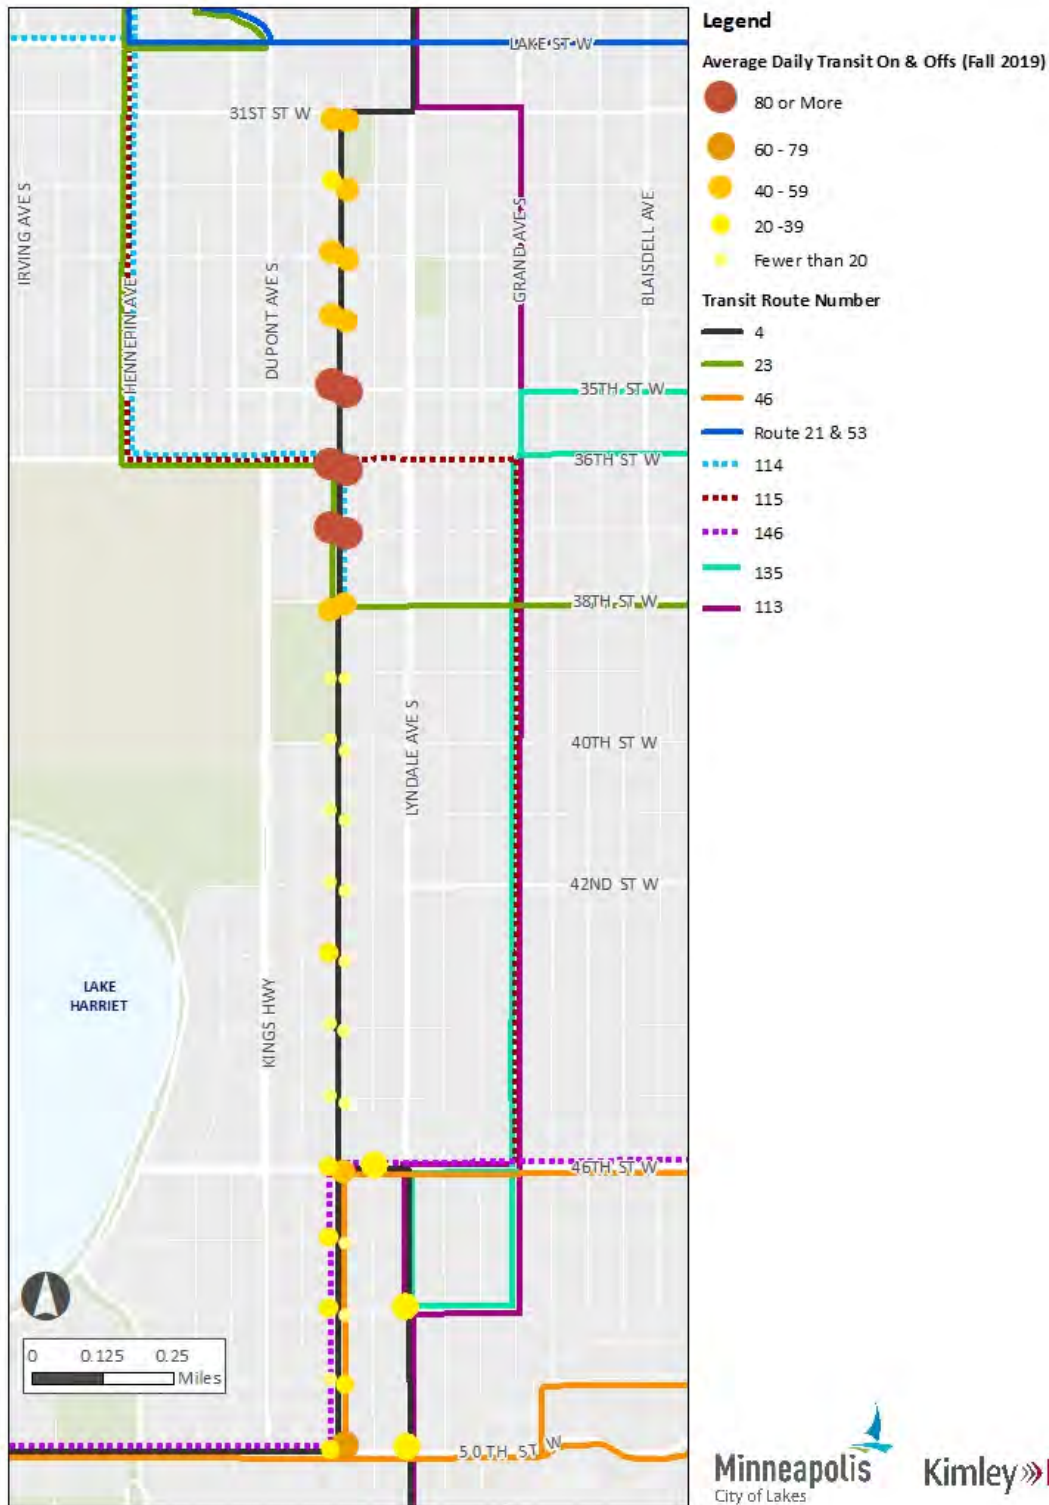 Legend
Average Daily Transit On & Offs (Fall 2019)
80 or More
60 - 79
40 - 59
20 -39
Fewer than 20
Transit Route Number
4
23
46
Route 21 & 53
114
115
146
135
113
LAKE ST W
31ST ST W
IRVING AVE S
HENNEPIN AVE
DUPONT AVE S
GRAND AVE S
BLAISDELL AVE
35TH ST W
36TH ST W
38TH ST W
LYNDALE AVE S
40TH ST W
42ND ST W
LAKE
HARRIET
KINGS HWY
46TH ST W
0 0.125 0.25
Miles
50TH ST W
Minneapolis
City of Lakes
Kimley»